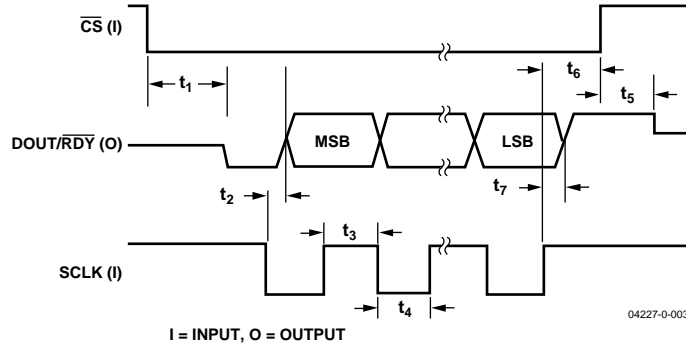 CS (I)
t1
t6
t5
DOUT/RDY (O)
MSB
LSB
t2
t7
t3
SCLK (I)
t4
04227-0-003
I = INPUT, O = OUTPUT